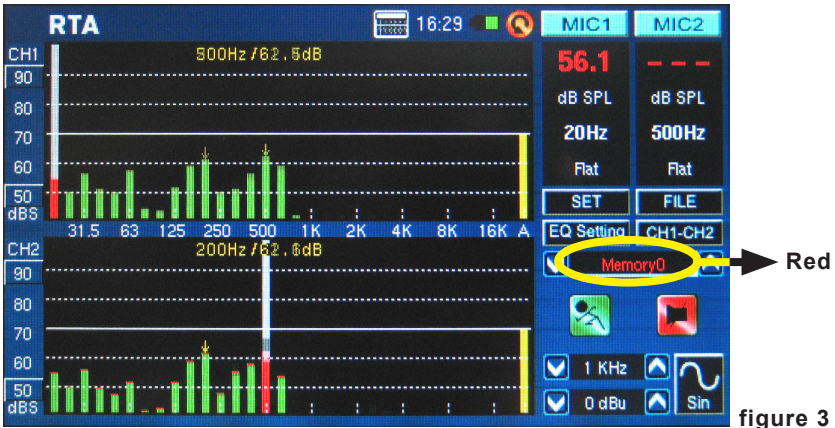 RTA 16:29 MIC1 MIC2
CH1 500Hz/62.5dB
90
80
70
60
50
dBS
31.5 63 125 250 500 1K 2K 4K 8K 16K A
CH2 200Hz/62.6dB
90
80
70
60
50
dBS
56.1 - - -
dB SPL dB SPL
20Hz 500Hz
Flat Flat
SET FILE
EQ Setting CH1-CH2
Memory0 Red
1 KHz
0 dBu Sin
figure 3